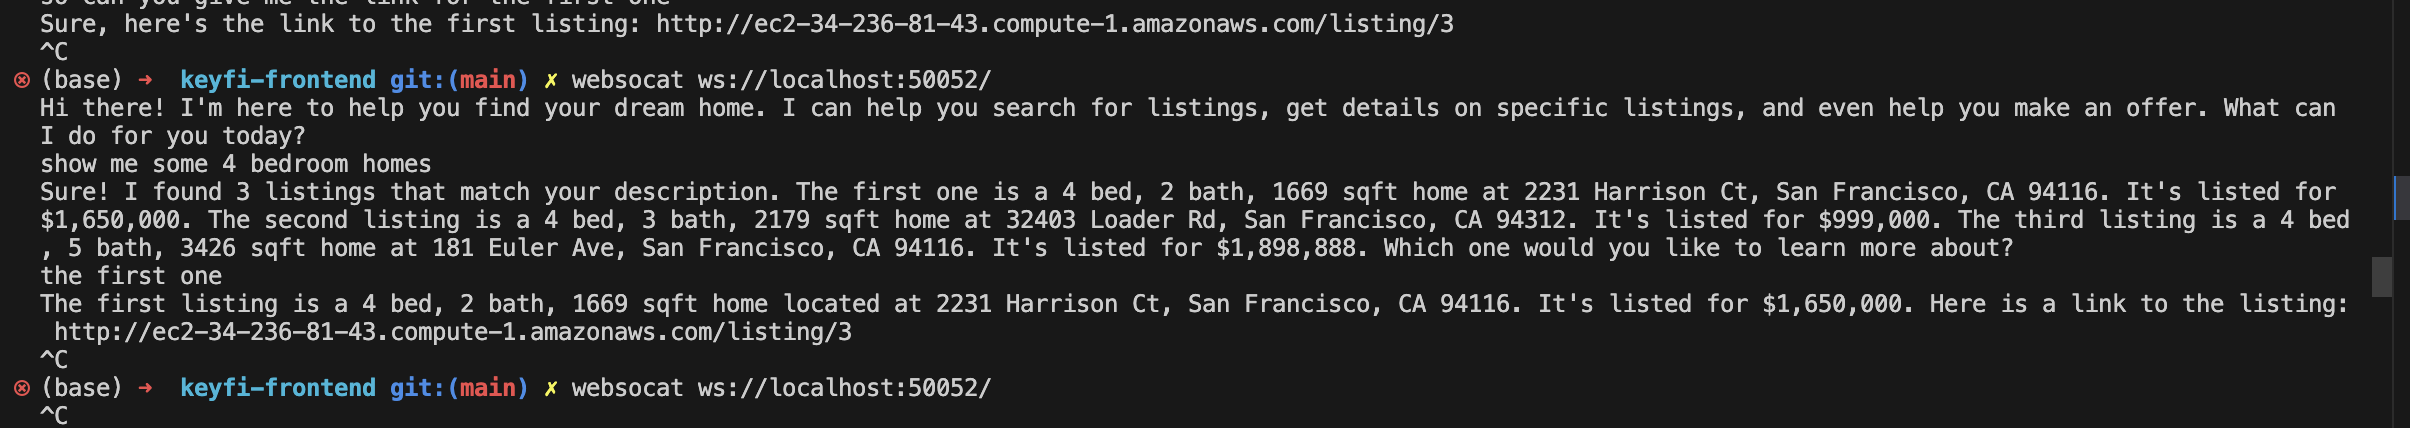 so can you give me the link for the first one
Sure, here's the link to the first listing: http://ec2-34-236-81-43.compute-1.amazonaws.com/listing/3
^C
(base) ➜  keyfi-frontend git:(main) ✗ websocat ws://localhost:50052/
Hi there! I'm here to help you find your dream home. I can help you search for listings, get details on specific listings, and even help you make an offer. What can
I do for you today?
show me some 4 bedroom homes
Sure! I found 3 listings that match your description. The first one is a 4 bed, 2 bath, 1669 sqft home at 2231 Harrison Ct, San Francisco, CA 94116. It's listed for
$1,650,000. The second listing is a 4 bed, 3 bath, 2179 sqft home at 32403 Loader Rd, San Francisco, CA 94312. It's listed for $999,000. The third listing is a 4 bed
, 5 bath, 3426 sqft home at 181 Euler Ave, San Francisco, CA 94116. It's listed for $1,898,888. Which one would you like to learn more about?
the first one
The first listing is a 4 bed, 2 bath, 1669 sqft home located at 2231 Harrison Ct, San Francisco, CA 94116. It's listed for $1,650,000. Here is a link to the listing:
http://ec2-34-236-81-43.compute-1.amazonaws.com/listing/3
^C
(base) ➜  keyfi-frontend git:(main) ✗ websocat ws://localhost:50052/
^C